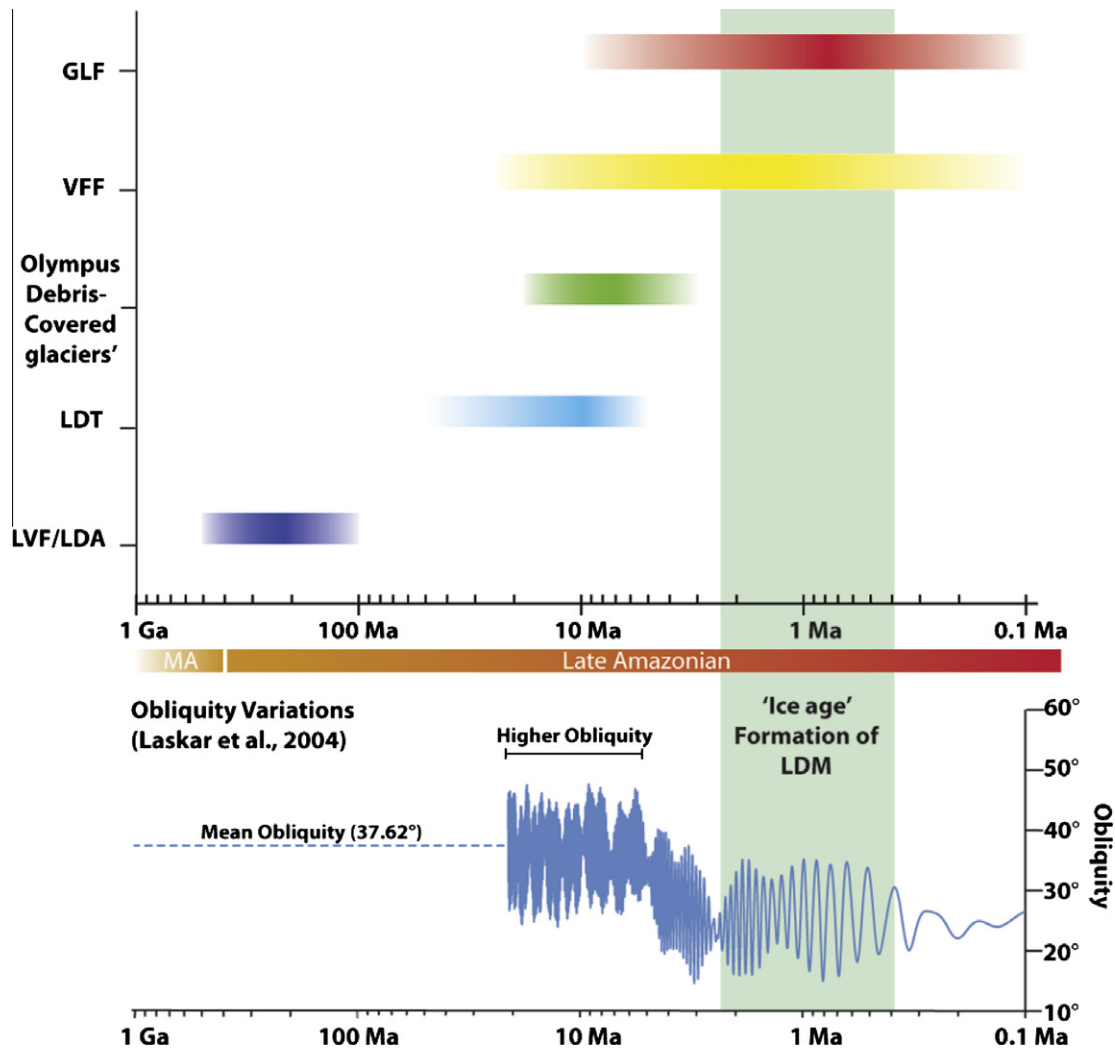 GLF
VFF
Olympus
Debris-
Covered
glaciers’
LDT
LVF/LDA
1 Ga 100 Ma 10 Ma 1 Ma 0.1 Ma
MA Late Amazonian
Obliquity Variations
(Laskar et al., 2004)
Higher Obliquity
‘Ice age’
Formation of
LDM
Mean Obliquity (37.62°)
60°
50°
40°
30°
20°
10°
Obliquity
1 Ga 100 Ma 10 Ma 1 Ma 0.1 Ma